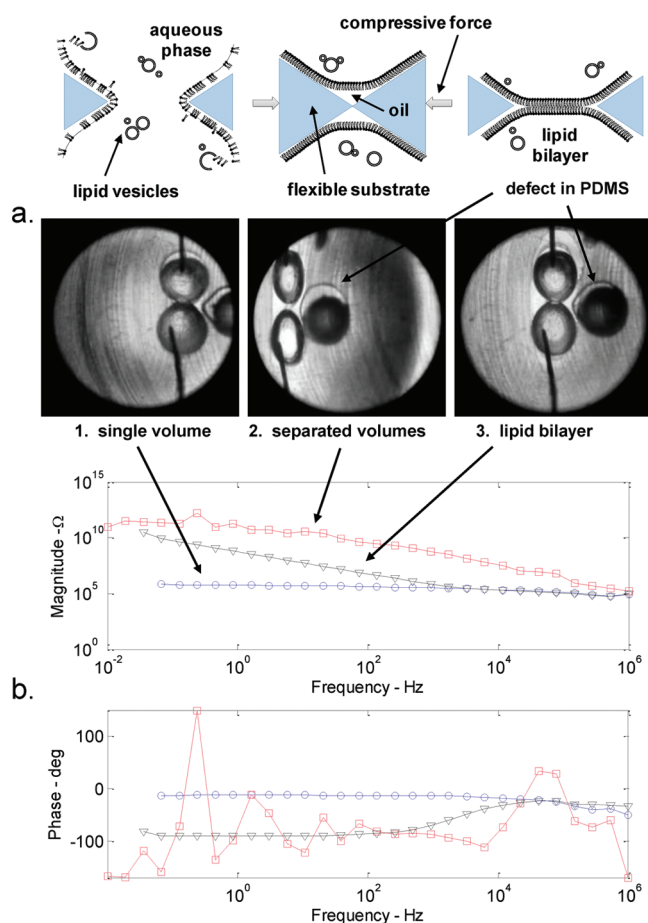 aqueous
phase
compressive force
oil
lipid vesicles
flexible substrate
lipid
bilayer
defect in PDMS
a.
1. single volume
2. separated volumes
3. lipid bilayer
10^15
10^10
10^5
10^0
Magnitude -Ω
10^-2
10^0
10^2
10^4
10^6
Frequency - Hz
b.
100
0
-100
Phase - deg
10^0
10^2
10^4
10^6
Frequency - Hz